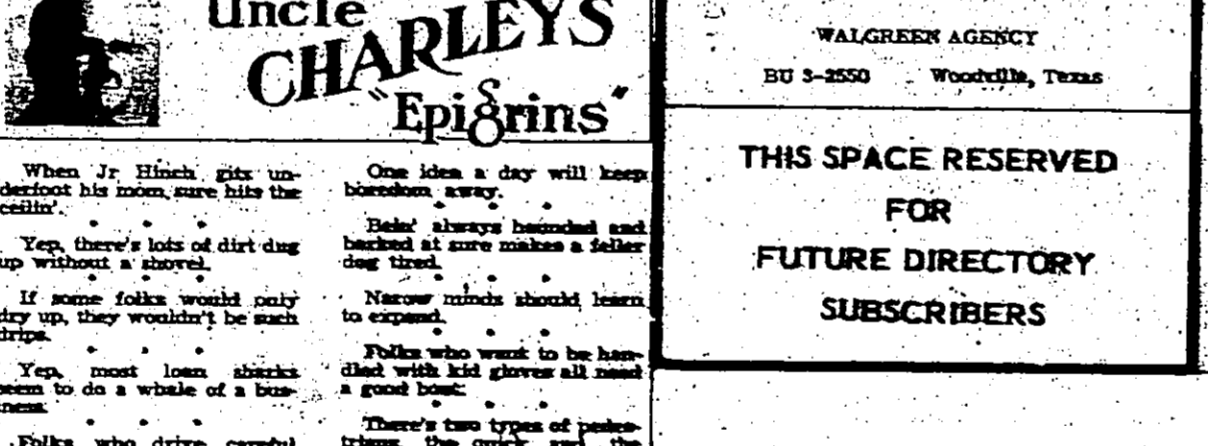 Uncle
CHARLEYS
"Epigrins"
When Jr Hinch gits un-
derfoot his mom sure hits the
ceilin'.
* * *
Yep, there's lots of dirt dug
up without a shovel.
* * *
If some folks would only
dry up, they wouldn't be such
drips.
* * *
Yep, most loan sharks
seem to do a whale of a bus-
ness.
* * *
Folks who drive careful
One idea a day will keep
boredom away.
* * *
Bein' always hounded and
barked at sure makes a feller
dog tired.
* * *
Narrow minds should learn
to expand.
* * *
Folks who want to be han-
dled with kid gloves all need
a good
* * *
There's two types of pedes-
trians, the quick and the
WALGREEN AGENCY
BU 3-2550 Woodville, Texas
THIS SPACE RESERVED
FOR
FUTURE DIRECTORY
SUBSCRIBERS